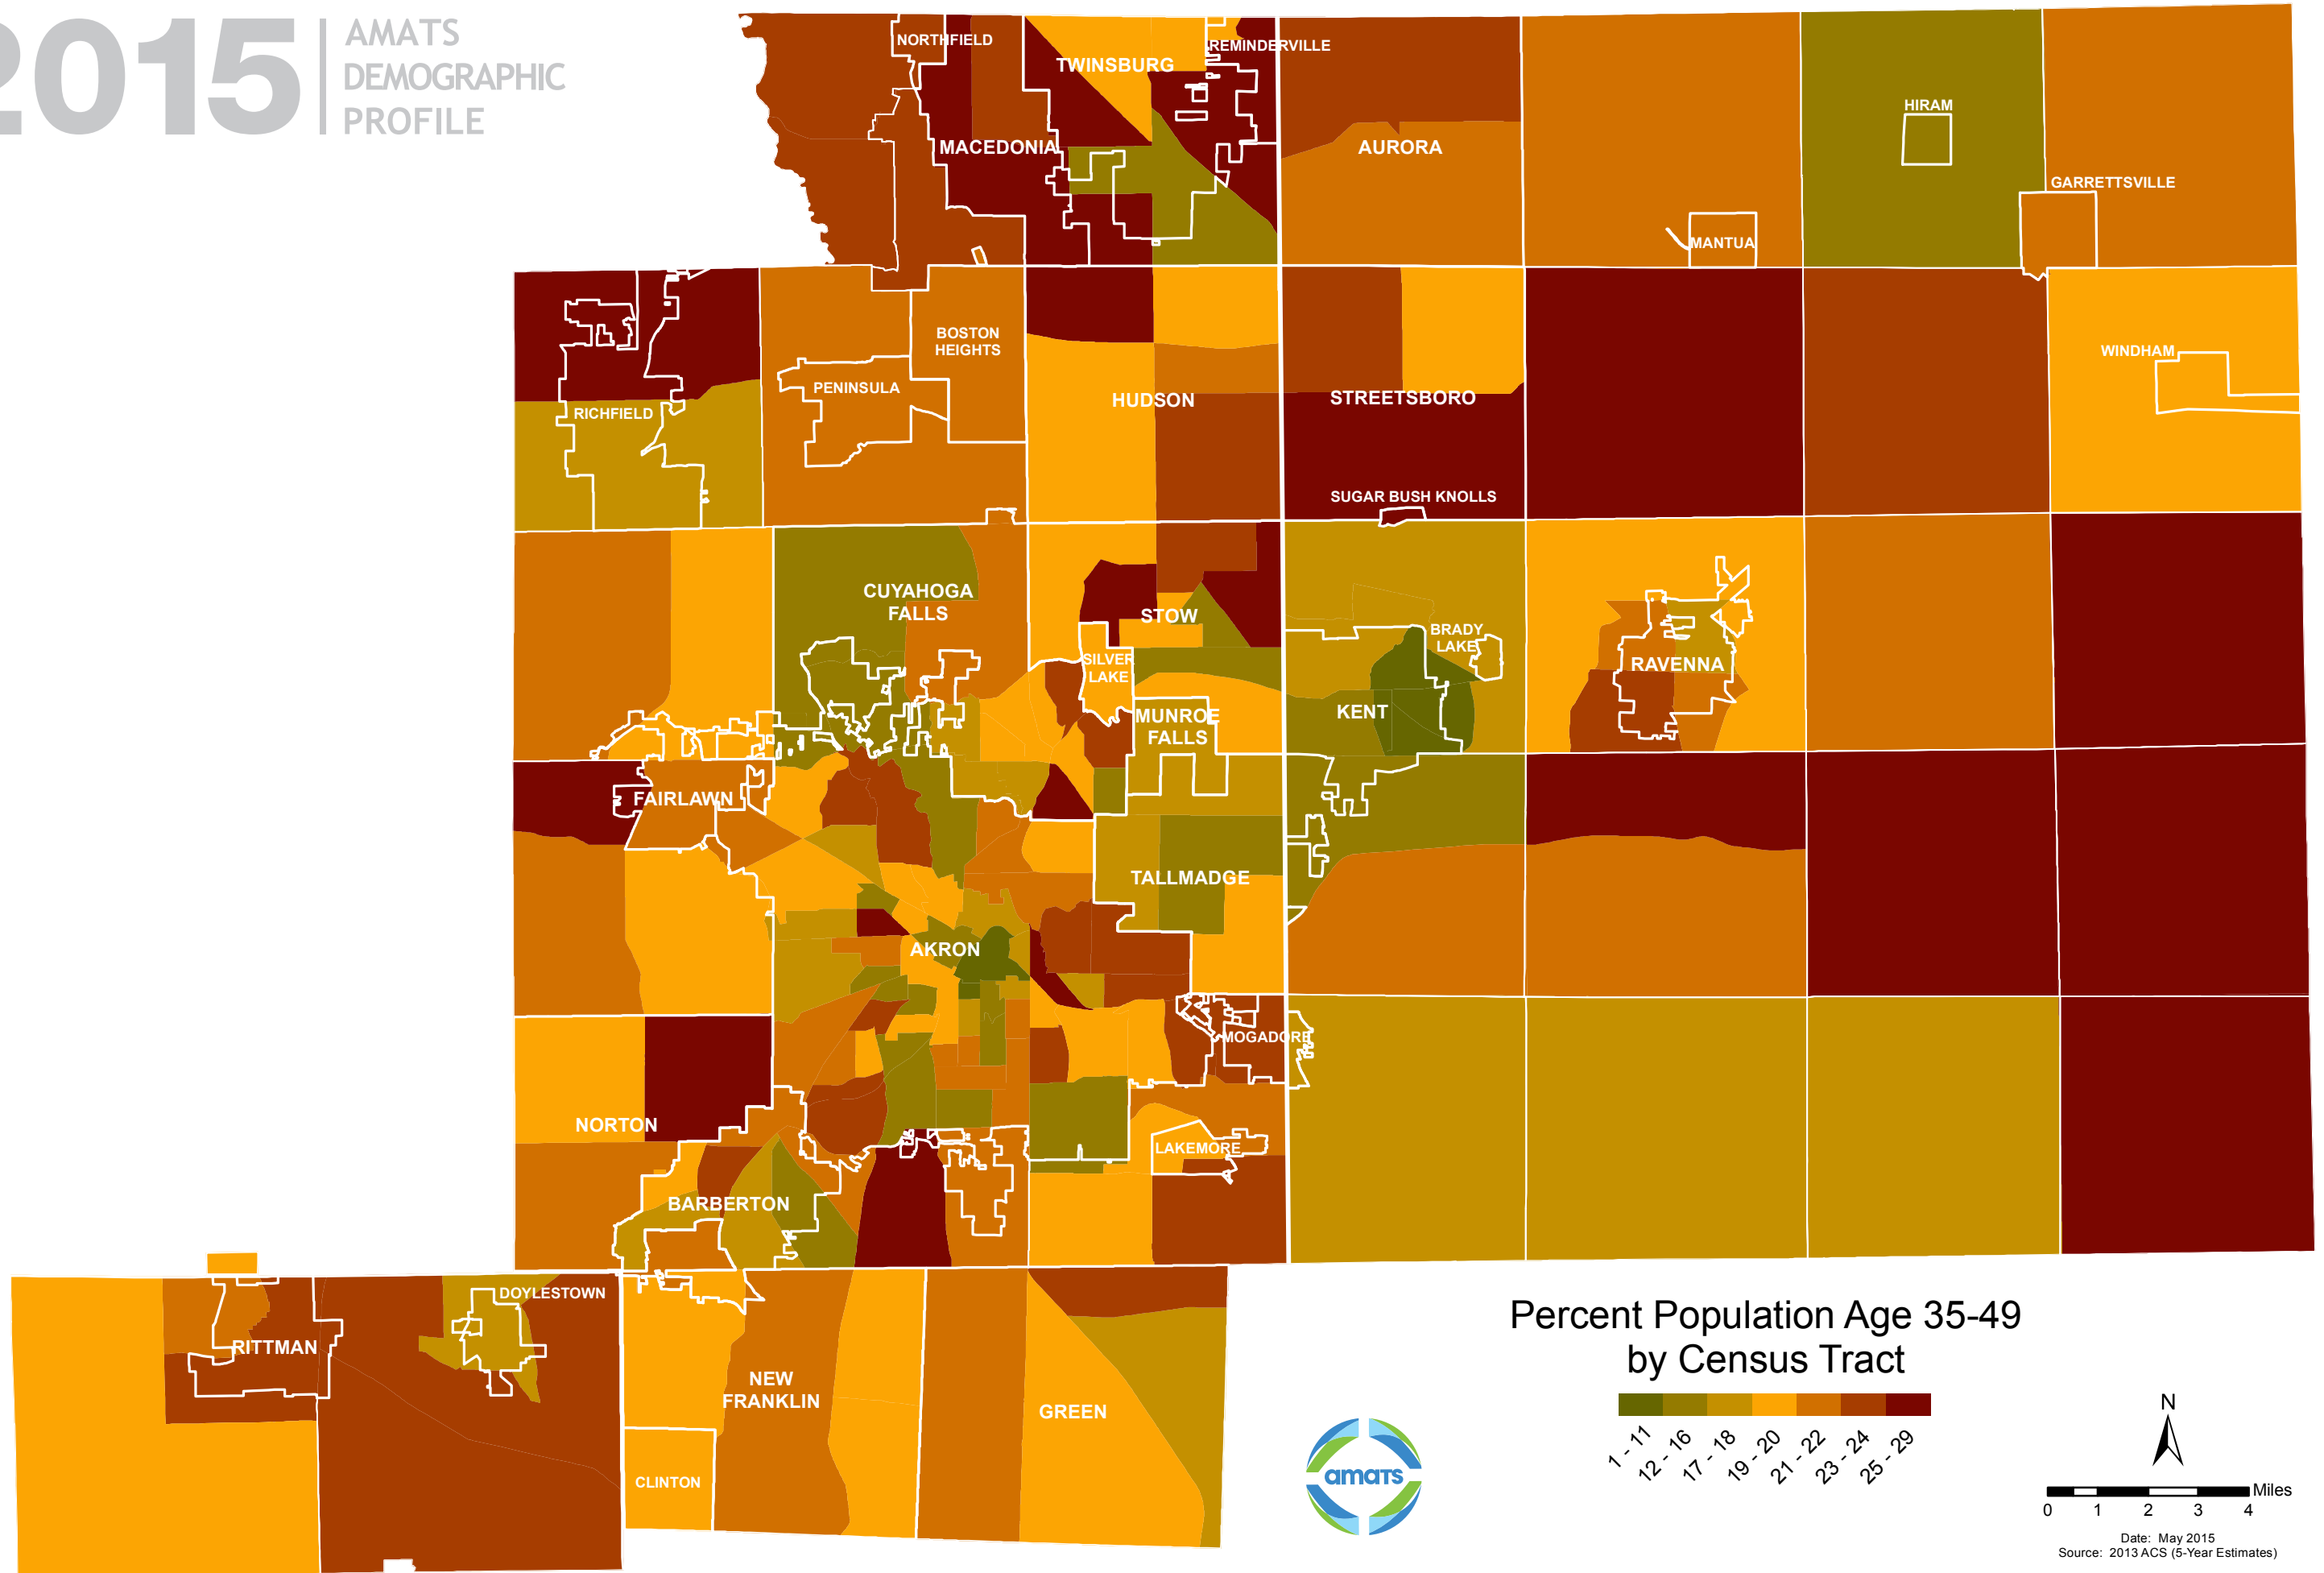 2015
AMATS
DEMOGRAPHIC
PROFILE
NORTHFIELD
REMINDERVILLE
TWINSBURG
MACEDONIA
AURORA
HIRAM
GARRETTSVILLE
MANTUA
BOSTON
HEIGHTS
WINDHAM
PENINSULA
RICHFIELD
HUDSON
STREETSBORO
SUGAR BUSH KNOLLS
CUYAHOGA
FALLS
STOW
BRADY
LAKE
SILVER
LAKE
RAVENNA
MUNROE
FALLS
KENT
FAIRLAWN
TALLMADGE
AKRON
MOGADORE
NORTON
LAKEMORE
BARBERTON
DOYLESTOWN
RITTMAN
NEW
FRANKLIN
GREEN
CLINTON
Percent Population Age 35-49
by Census Tract
1 - 11
12 - 16
17 - 18
19 - 20
21 - 22
23 - 24
25 - 29
amats
N
Miles
0 1 2 3 4
Date: May 2015
Source: 2013 ACS (5-Year Estimates)